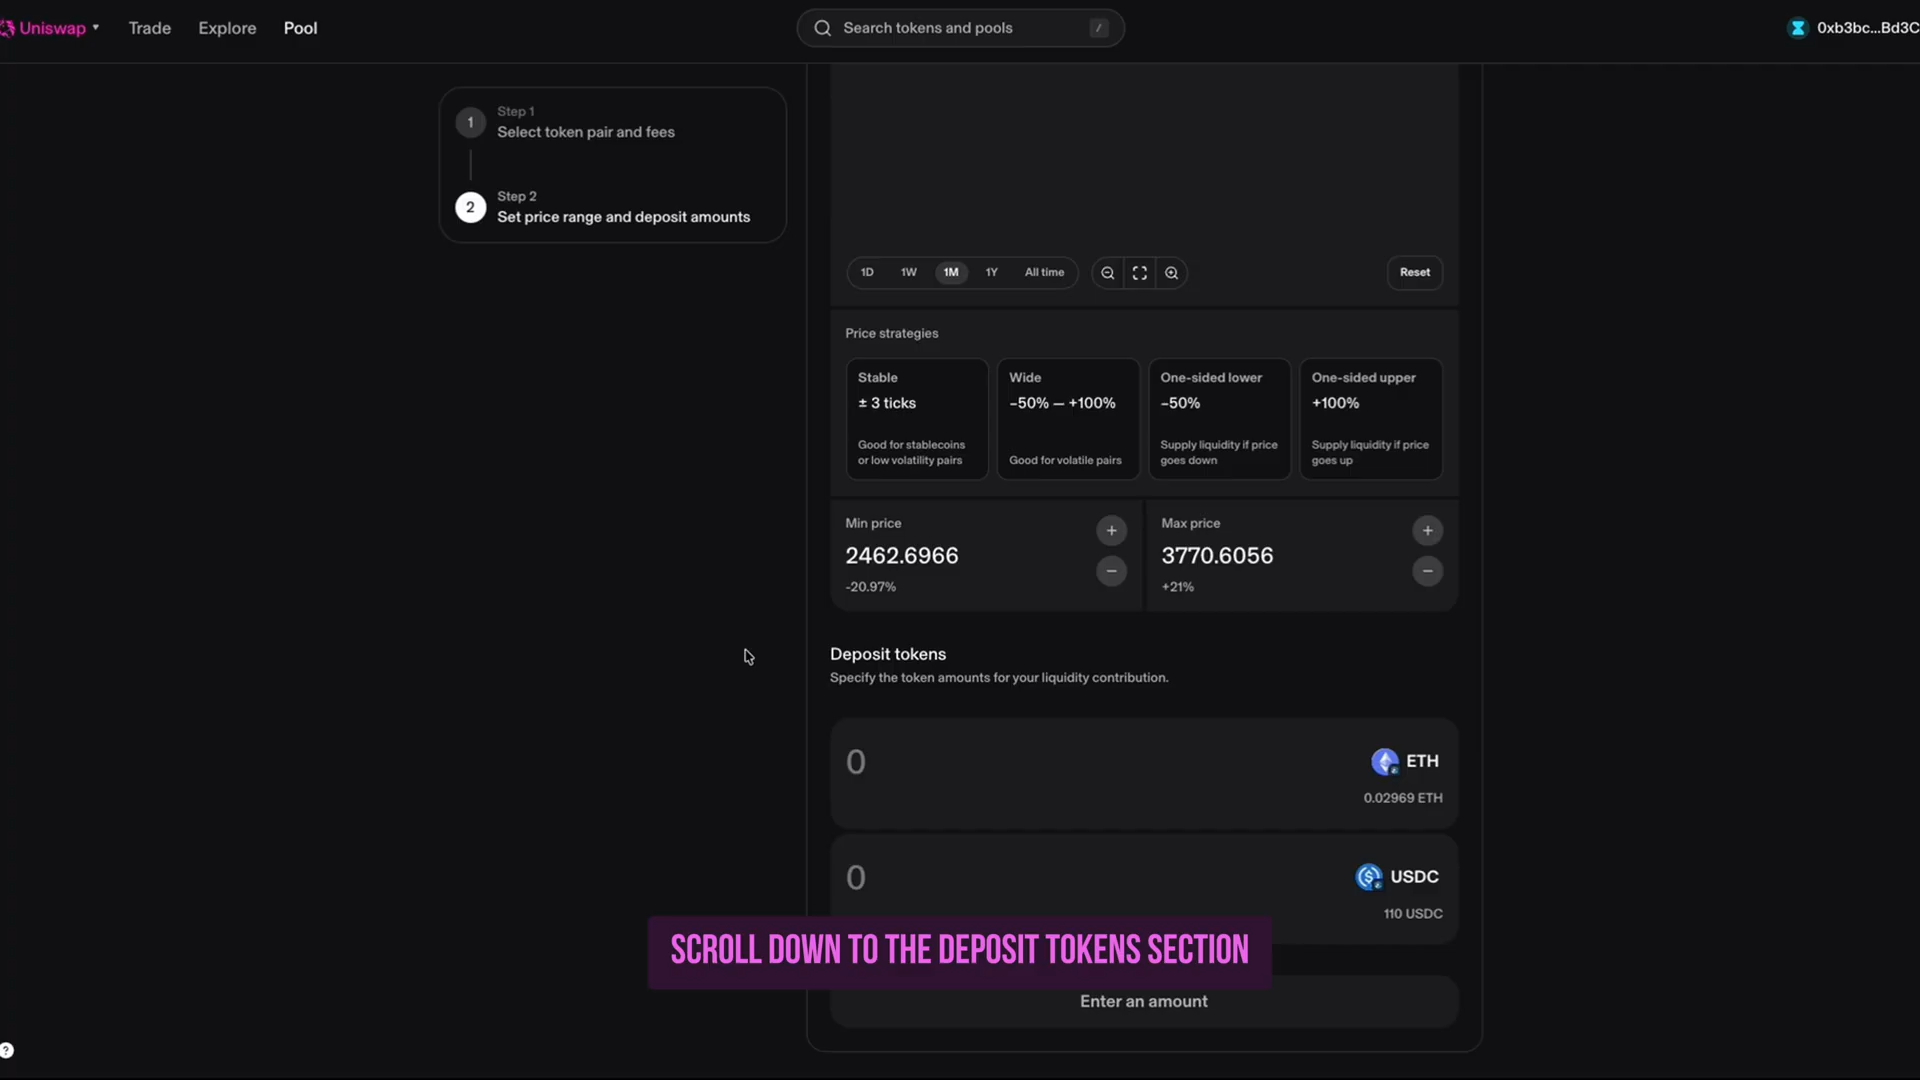 Uniswap
Trade
Explore
Pool
Search tokens and pools
/
0xb3bc...Bd3C
1
Step 1
Select token pair and fees
2
Step 2
Set price range and deposit amounts
1D
1W
1M
1Y
All time
Reset
Price strategies
Stable
± 3 ticks
Good for stablecoins
or low volatility pairs
Wide
−50% — +100%
Good for volatile pairs
One-sided lower
−50%
Supply liquidity if price
goes down
One-sided upper
+100%
Supply liquidity if price
goes up
Min price
2462.6966
-20.97%
Max price
3770.6056
+21%
Deposit tokens
Specify the token amounts for your liquidity contribution.
0
ETH
0.02969 ETH
0
USDC
110 USDC
SCROLL DOWN TO THE DEPOSIT TOKENS SECTION
Enter an amount
?